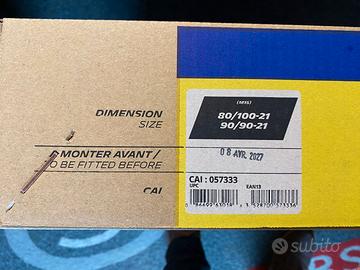 DIMENSION
SIZE
À MONTER AVANT /
TO BE FITTED BEFORE
CAI
(M15)
80/100-21
90/90-21
08 AVR. 2027
CAI : 057333
UPC
EAN13
subito